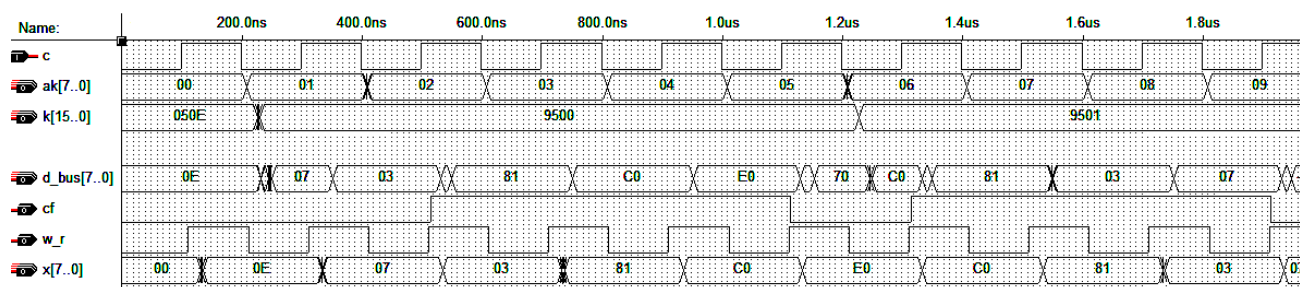 Name: 200.0ns 400.0ns 600.0ns 800.0ns 1.0us 1.2us 1.4us 1.6us 1.8us
c
ak[7..0] 00 01 02 03 04 05 06 07 08 09
k[15..0] 050E 9500 9501
d_bus[7..0] 0E 07 03 81 C0 E0 70 C0 81 03 07
cf
w_r
x[7..0] 00 0E 07 03 81 C0 E0 C0 81 03